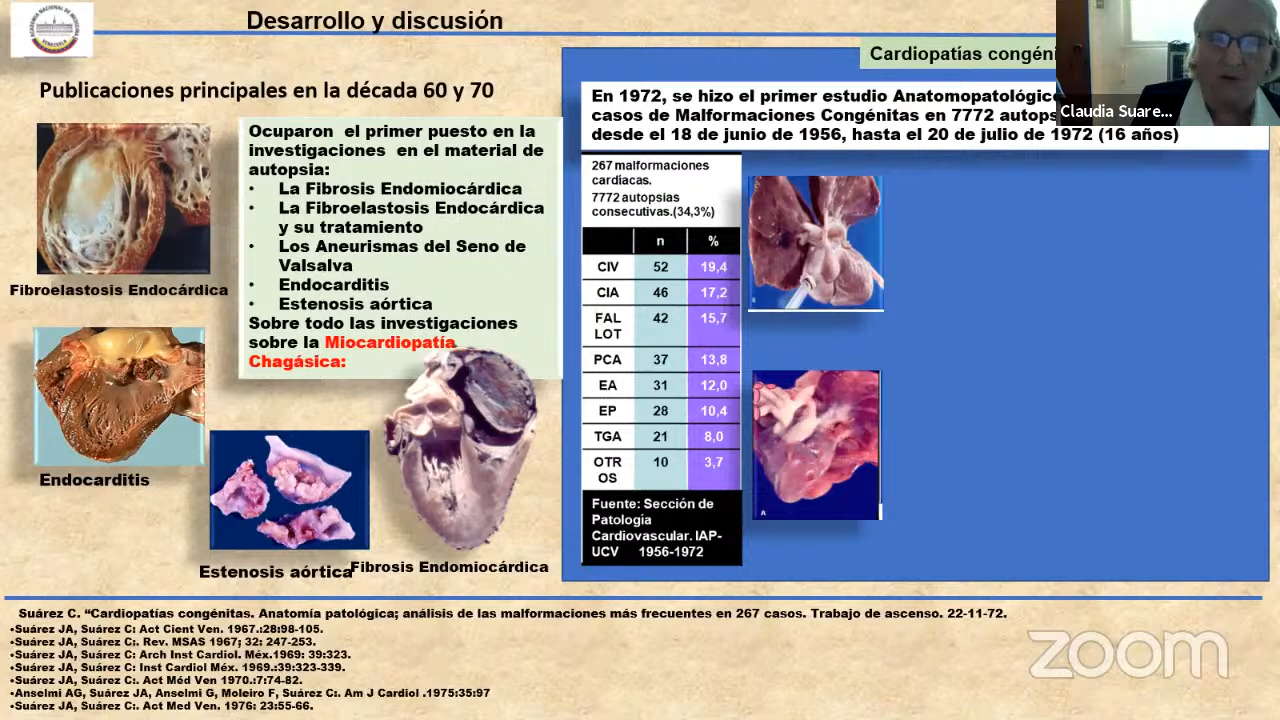 Desarrollo y discusión
Publicaciones principales en la década 60 y 70
Fibroelastosis Endocárdica
Endocarditis
Ocuparon el primer puesto en la
investigaciones en el material de
autopsia:
• La Fibrosis Endomiocárdica
• La Fibroelastosis Endocárdica
y su tratamiento
• Los Aneurismas del Seno de
Valsalva
• Endocarditis
• Estenosis aórtica
Sobre todo las investigaciones
sobre la Miocardiopatía
Chagásica:
Estenosis aórtica
Fibrosis Endomiocárdica
Cardiopatías congéni
Claudia Suare...
En 1972, se hizo el primer estudio Anatomopatológic
casos de Malformaciones Congénitas en 7772 autops
desde el 18 de junio de 1956, hasta el 20 de julio de 1972 (16 años)
267 malformaciones
cardíacas.
7772 autopsias
consecutivas.(34,3%)
n %
CIV 52 19,4
CIA 46 17,2
FAL 42 15,7
LOT
PCA 37 13,8
EA 31 12,0
EP 28 10,4
TGA 21 8,0
OTR 10 3,7
OS
Fuente: Sección de
Patología
Cardiovascular. IAP-
UCV 1956-1972
A
Suárez C. “Cardiopatías congénitas. Anatomía patológica; análisis de las malformaciones más frecuentes en 267 casos. Trabajo de ascenso. 22-11-72.
•Suárez JA, Suárez C: Act Cient Ven. 1967.:28:98-105.
•Suárez JA, Suárez C:. Rev. MSAS 1967; 32: 247-253.
•Suárez JA, Suárez C: Arch Inst Cardiol. Méx.1969: 39:323.
•Suárez JA, Suárez C: Inst Cardiol Méx. 1969.:39:323-339.
•Suárez JA, Suárez C:. Act Méd Ven 1970.:7:74-82.
•Anselmi AG, Suárez JA, Anselmi G, Moleiro F, Suárez C:. Am J Cardiol .1975:35:97
•Suárez JA, Suárez C:. Act Med Ven. 1976: 23:55-66.
zoom